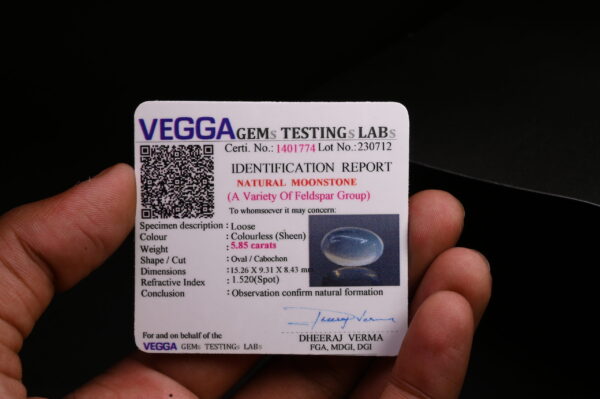 VEGGA GEMS TESTINGS LABS
Certi. No.: 1401774 Lot No.:230712
IDENTIFICATION REPORT
NATURAL MOONSTONE
(A Variety Of Feldspar Group)
To whomsoever it may concern:
Specimen description : Loose
Colour : Colourless (Sheen)
Weight : 5.85 carats
Shape / Cut : Oval / Cabochon
Dimensions : 15.26 X 9.31 X 8.43 mm
Refractive Index : 1.520(Spot)
Conclusion : Observation confirm natural formation
For and on behalf of the
VEGGA GEMS TESTINGS LABS
DHEERAJ VERMA
FGA, MDGI, DGI